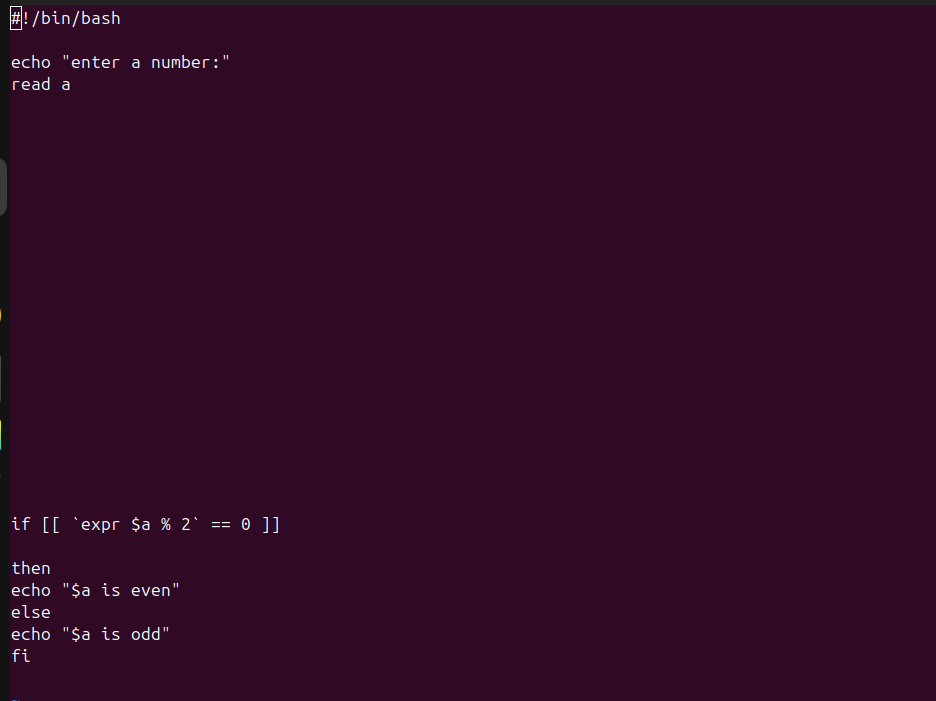 #!/bin/bash
echo "enter a number:"
read a
if [[ `expr $a % 2` == 0 ]]
then
echo "$a is even"
else
echo "$a is odd"
fi